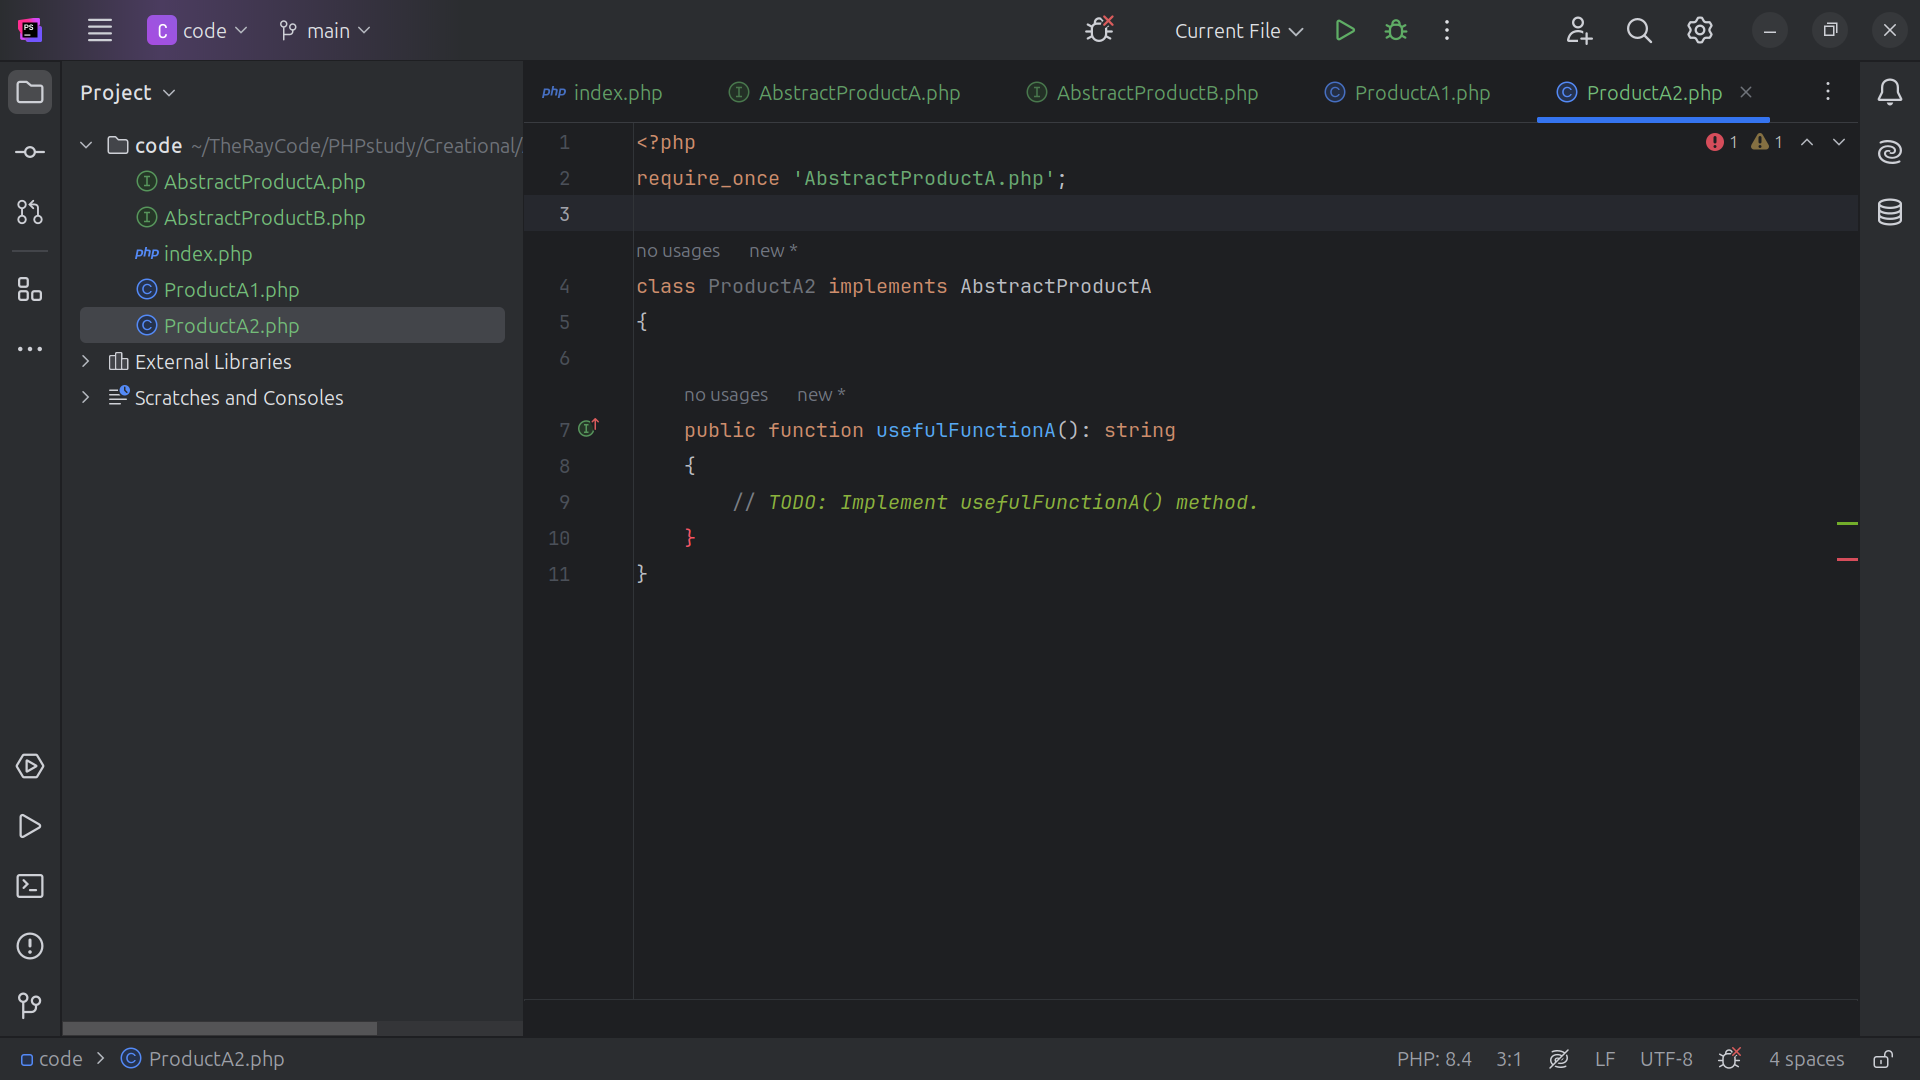 PS
C code main Current File
Project
code ~/TheRayCode/PHPstudy/Creational/
AbstractProductA.php
AbstractProductB.php
php index.php
ProductA1.php
ProductA2.php
External Libraries
Scratches and Consoles
php index.php AbstractProductA.php AbstractProductB.php ProductA1.php ProductA2.php
1 <?php
1 1
2 require_once 'AbstractProductA.php';
3
no usages new *
4 class ProductA2 implements AbstractProductA
5 {
6
no usages new *
7 public function usefulFunctionA(): string
8 {
9 // TODO: Implement usefulFunctionA() method.
10 }
11 }
code ProductA2.php
PHP: 8.4 3:1 LF UTF-8 4 spaces